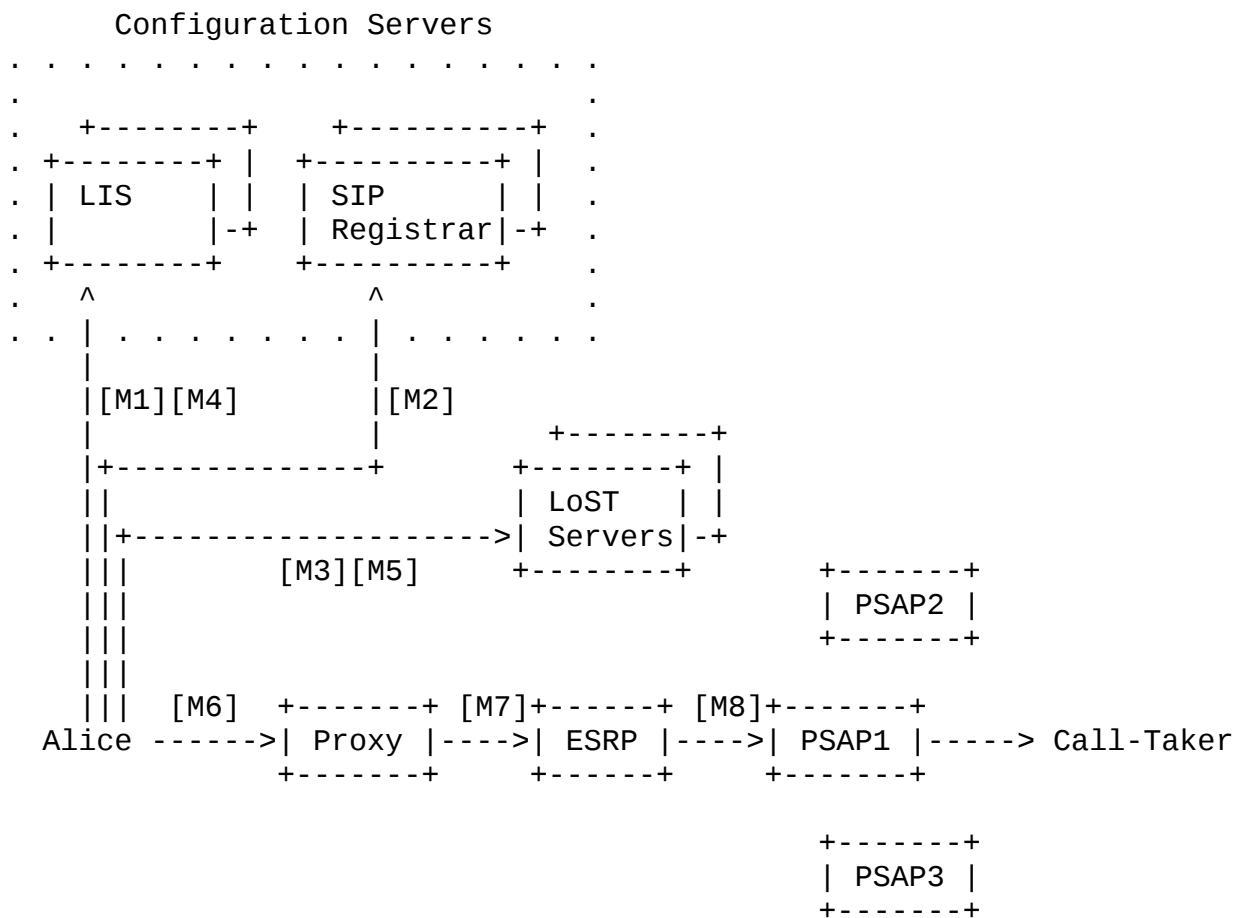 Configuration Servers
LIS SIP
Registrar
[M1][M4] [M2]
LoST
Servers
[M3][M5]
PSAP2
[M6] [M7] [M8]
Alice Proxy ESRP PSAP1 Call-Taker
PSAP3